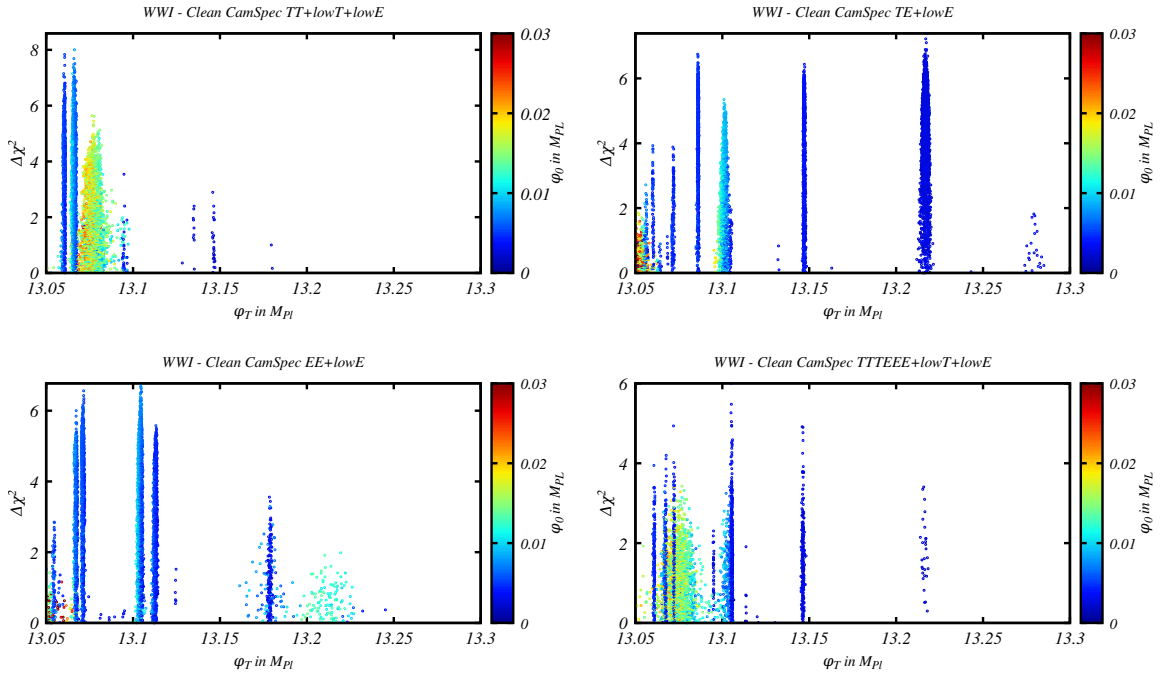 WWI - Clean CamSpec TT+lowT+lowE
Δχ²
8
6
4
2
0
13.05 13.1 13.15 13.2 13.25 13.3
φ_T in M_Pl
0.03
0.02
0.01
0
φ_0 in M_PL
WWI - Clean CamSpec TE+lowE
Δχ²
6
4
2
0
13.05 13.1 13.15 13.2 13.25 13.3
φ_T in M_Pl
0.03
0.02
0.01
0
φ_0 in M_PL
WWI - Clean CamSpec EE+lowE
Δχ²
6
4
2
0
13.05 13.1 13.15 13.2 13.25 13.3
φ_T in M_Pl
0.03
0.02
0.01
0
φ_0 in M_PL
WWI - Clean CamSpec TTTEEE+lowT+lowE
Δχ²
6
4
2
0
13.05 13.1 13.15 13.2 13.25 13.3
φ_T in M_Pl
0.03
0.02
0.01
0
φ_0 in M_PL